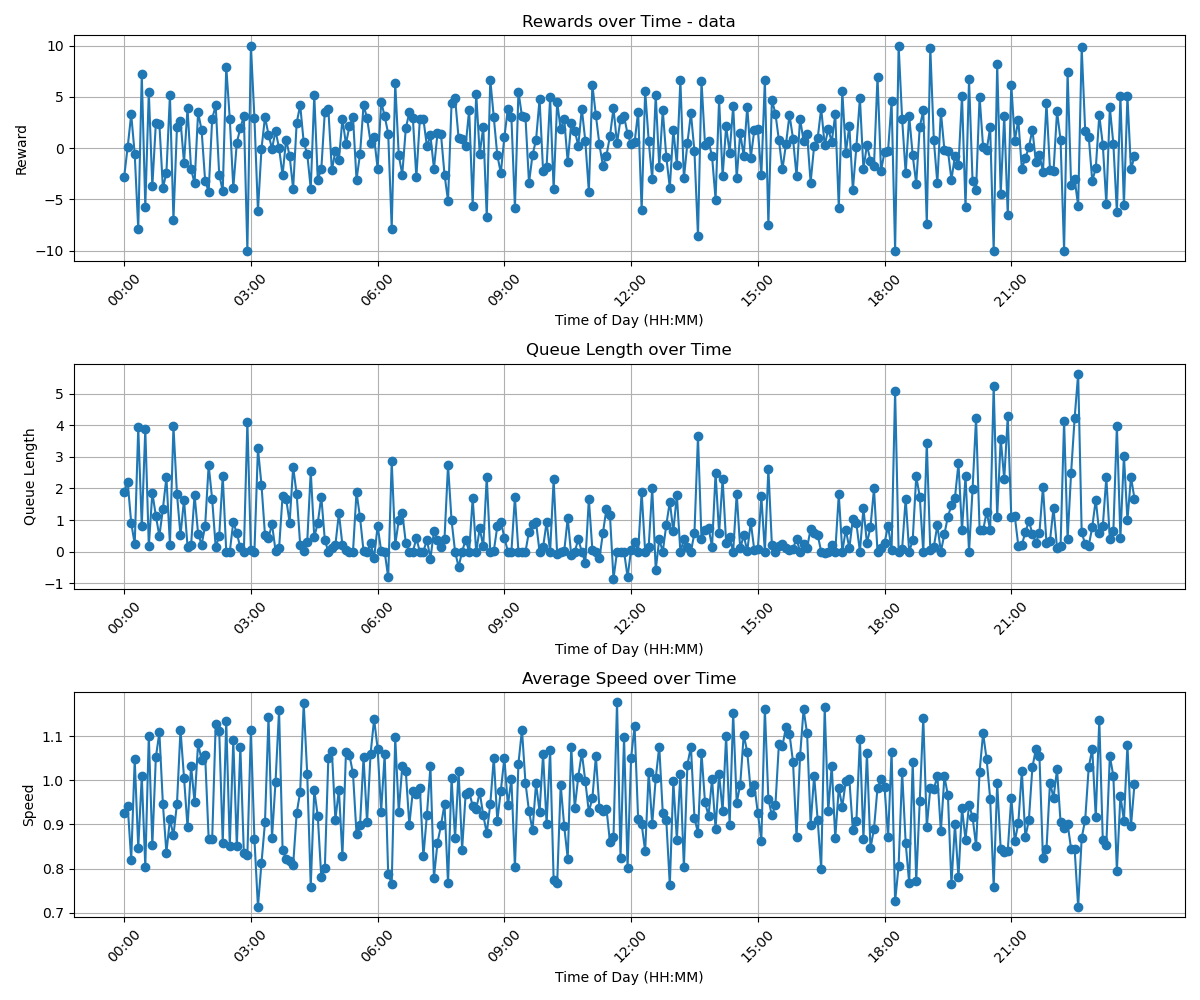 Rewards over Time - data
10
5
0
−5
−10
Reward
00:00 03:00 06:00 09:00 12:00 15:00 18:00 21:00
Time of Day (HH:MM)
Queue Length over Time
5
4
3
2
1
0
−1
Queue Length
00:00 03:00 06:00 09:00 12:00 15:00 18:00 21:00
Time of Day (HH:MM)
Average Speed over Time
1.1
1.0
0.9
0.8
0.7
Speed
00:00 03:00 06:00 09:00 12:00 15:00 18:00 21:00
Time of Day (HH:MM)